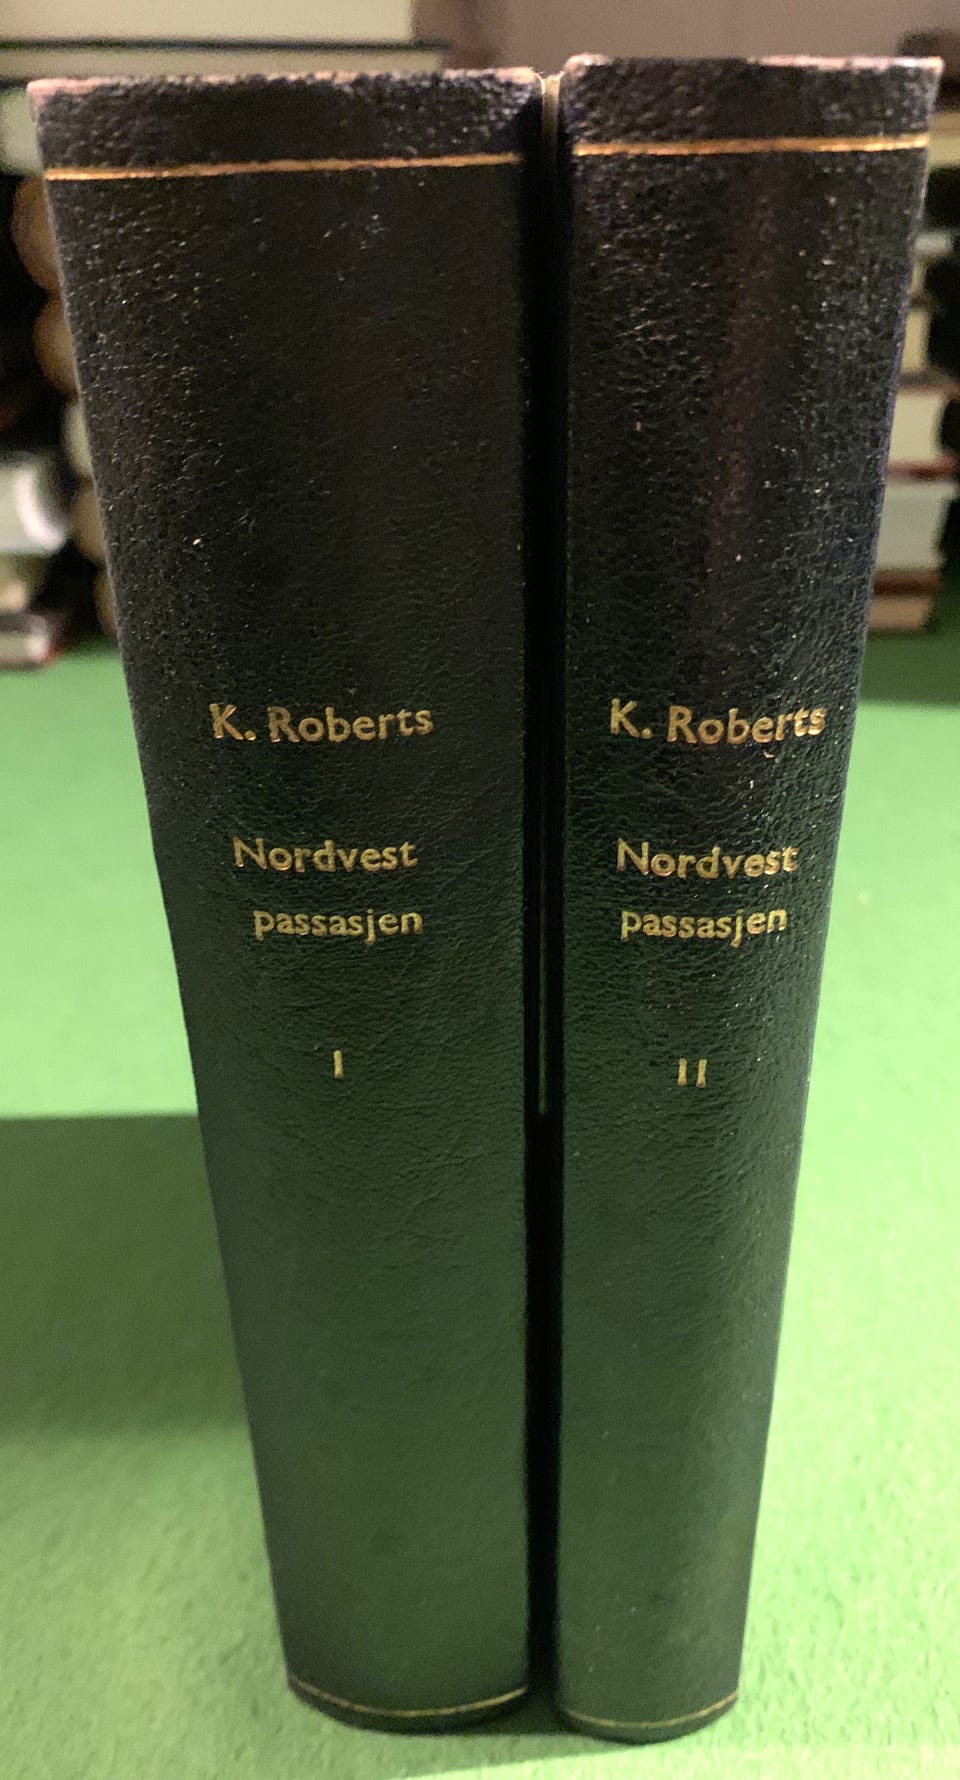 K. Roberts
Nordvest
passasjen
I
K. Roberts
Nordvest
passasjen
II